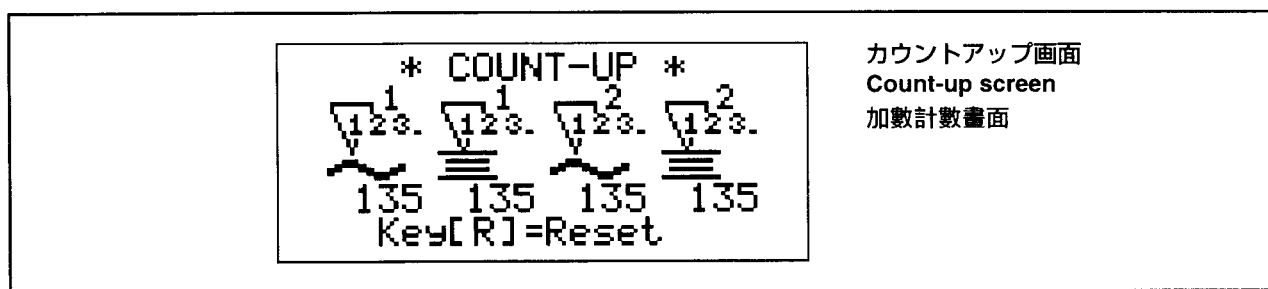 * COUNT-UP *
1 1 2 2
123. 123. 123. 123.
135 135 135 135
Key[R]=Reset
カウントアップ画面
Count-up screen
加數計數畫面